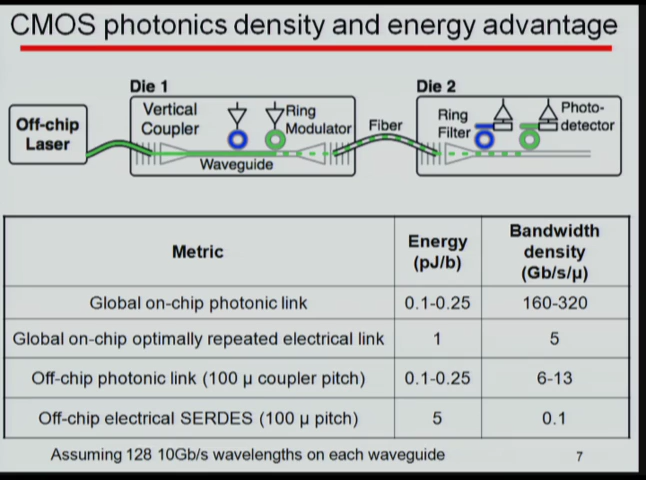 CMOS photonics density and energy advantage
Die 1
Die 2
Off-chip
Laser
Vertical
Coupler
Ring
Modulator
Waveguide
Fiber
Ring
Filter
Photo-
detector
Metric
Energy
(pJ/b)
Bandwidth
density
(Gb/s/μ)
Global on-chip photonic link
0.1-0.25
160-320
Global on-chip optimally repeated electrical link
1
5
Off-chip photonic link (100 μ coupler pitch)
0.1-0.25
6-13
Off-chip electrical SERDES (100 μ pitch)
5
0.1
Assuming 128 10Gb/s wavelengths on each waveguide
7